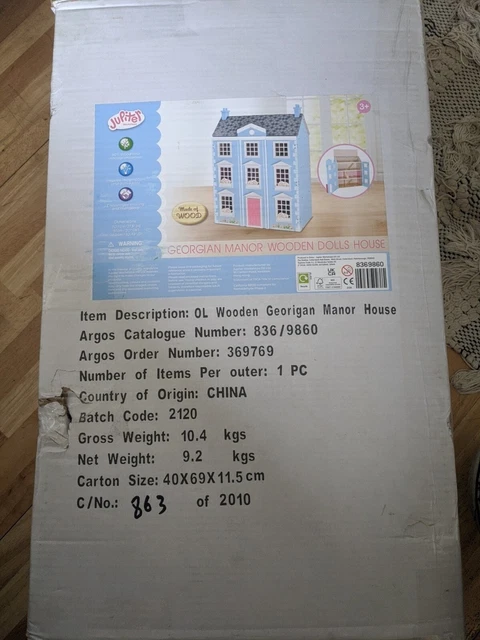 Jupiter
3+
Made of
WOOD
GEORGIAN MANOR WOODEN DOLLS HOUSE
WARNING!
8369860
Item Description: OL Wooden Georigan Manor House
Argos Catalogue Number: 836/9860
Argos Order Number: 369769
Number of Items Per outer: 1 PC
Country of Origin: CHINA
Batch Code: 2120
Gross Weight: 10.4 kgs
Net Weight: 9.2 kgs
Carton Size: 40X69X11.5cm
C/No.: 863 of 2010